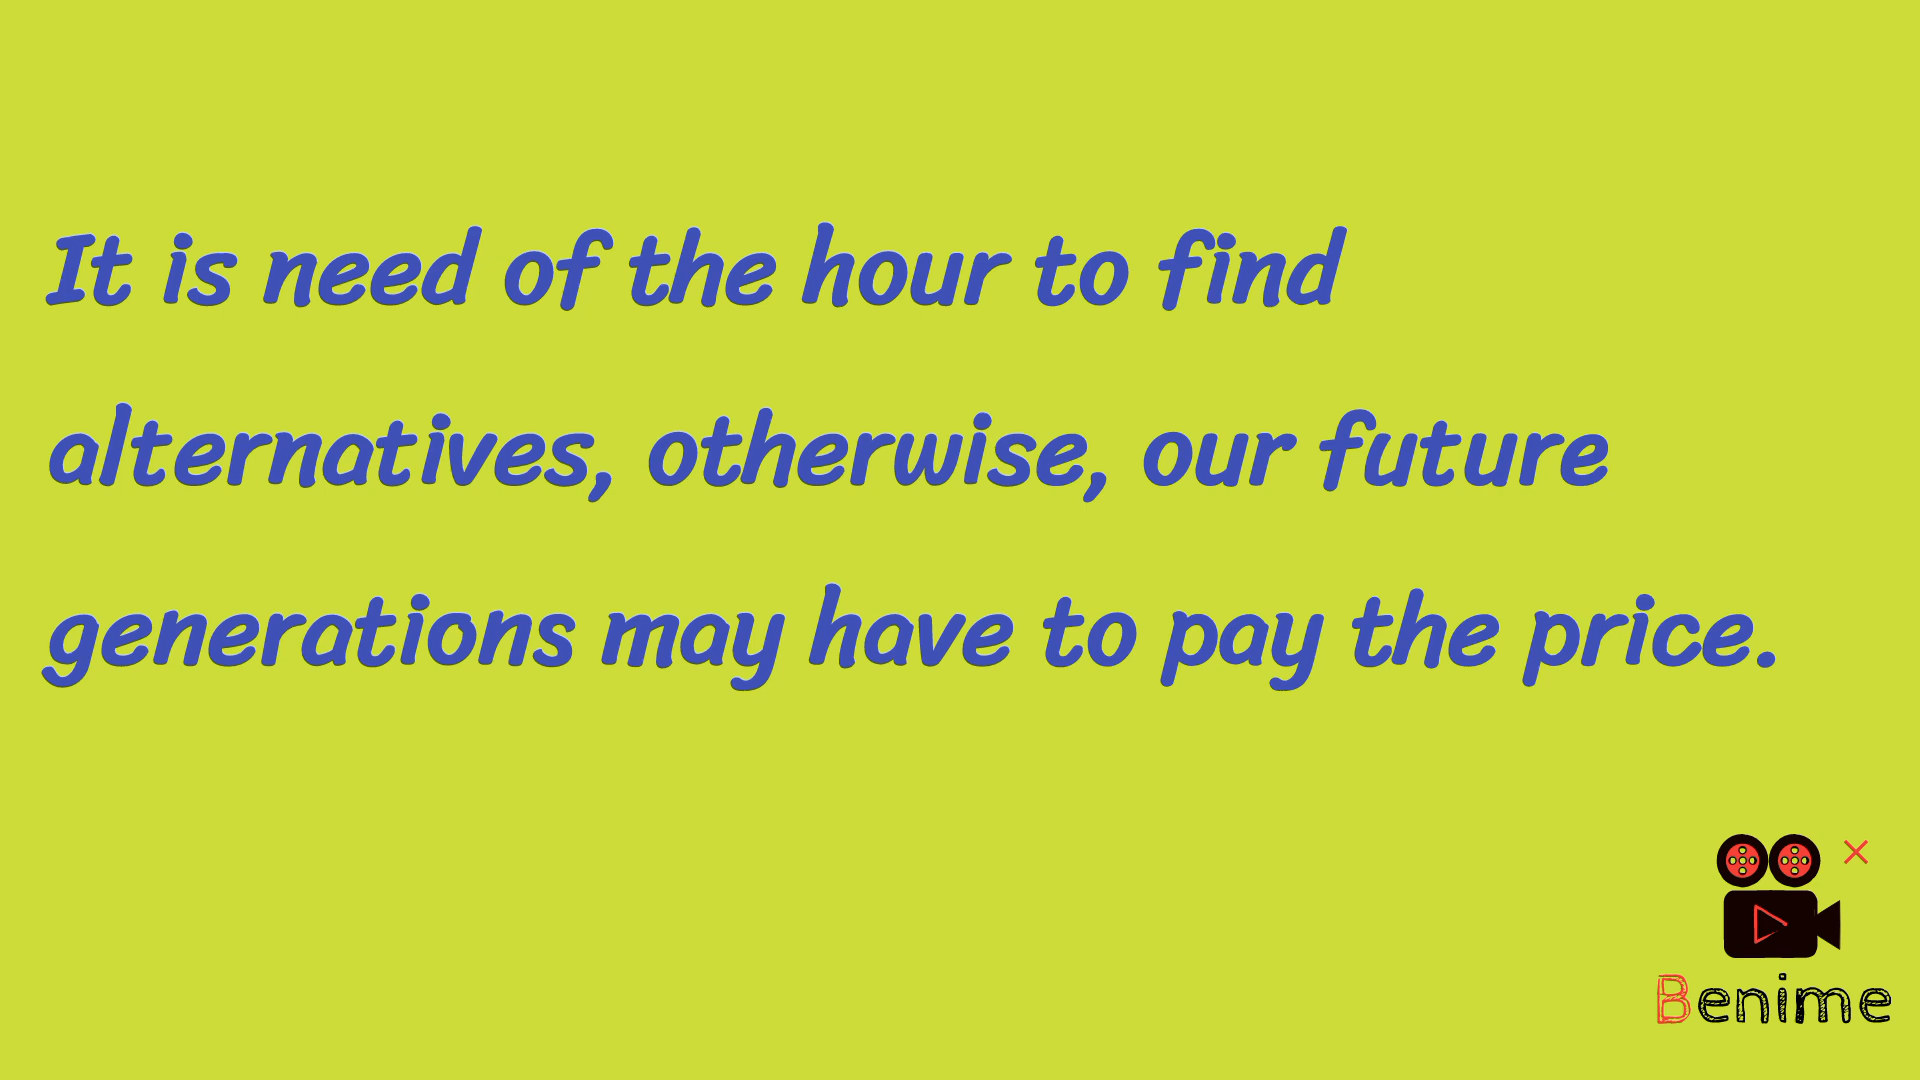 It is need of the hour to find
alternatives, otherwise, our future
generations may have to pay the price.
Benime